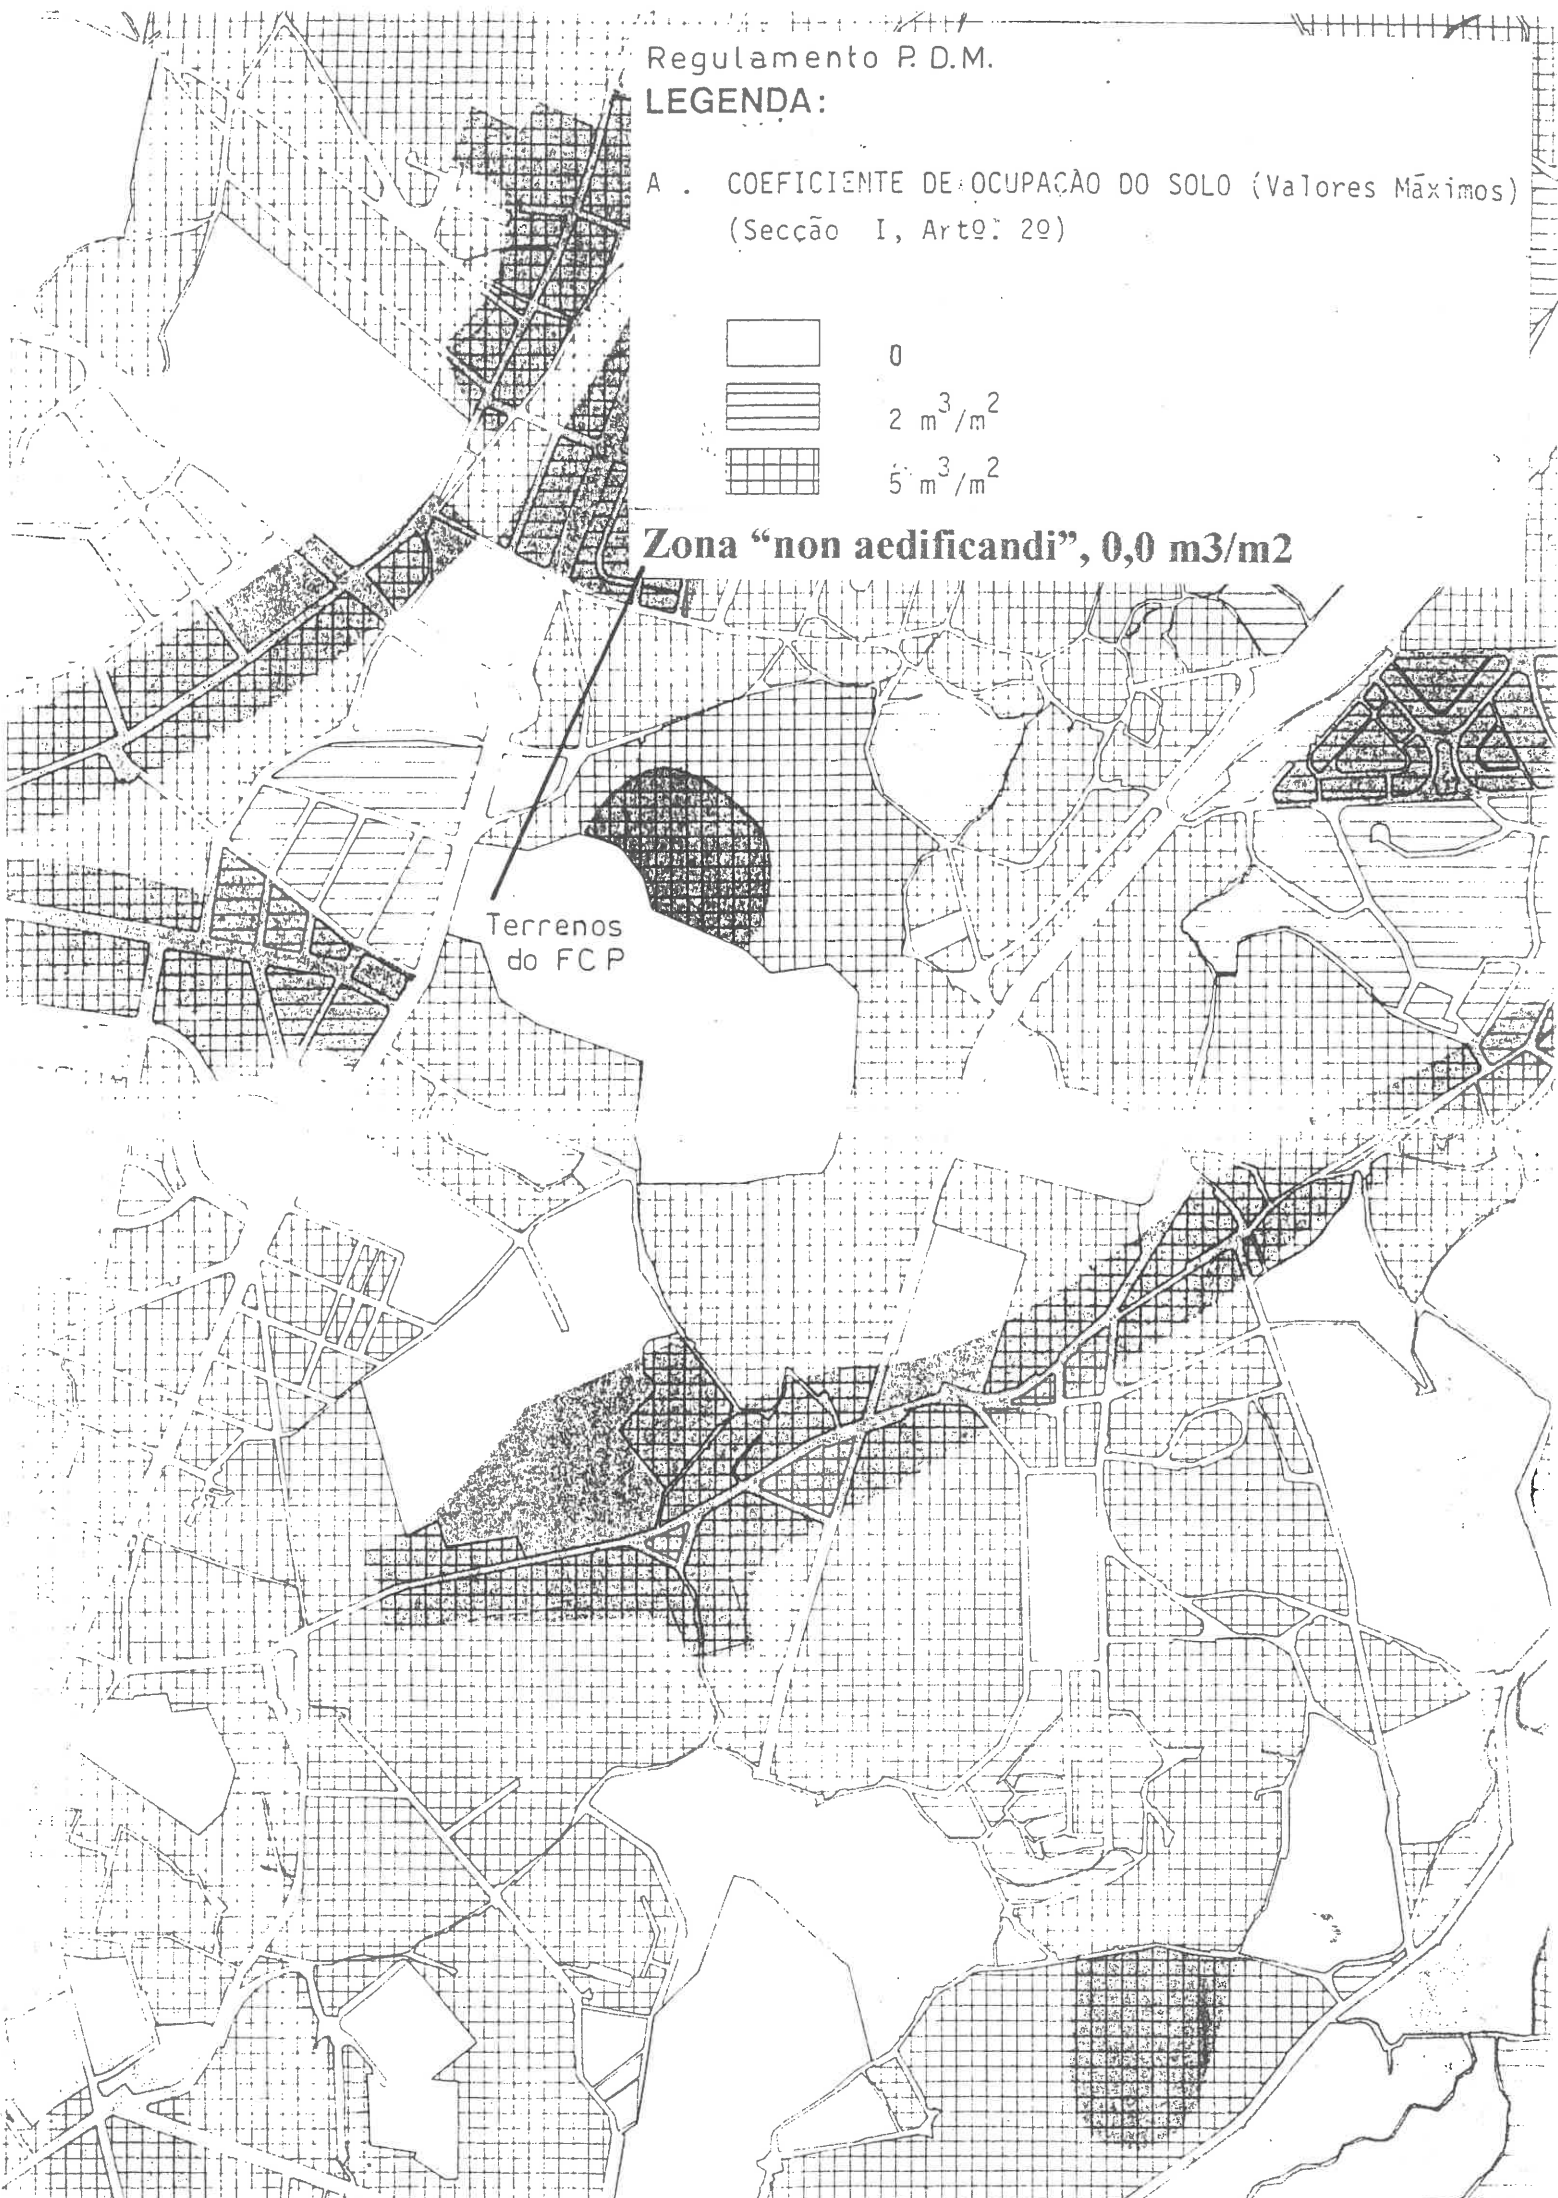 Regulamento P. D.M.
LEGENDA:
A . COEFICIENTE DE OCUPAÇÃO DO SOLO (Valores Máximos)
(Secção I, Artº. 2º)
0
2 m³/m²
5 m³/m²
Zona “non aedificandi”, 0,0 m3/m2
Terrenos
do FCP